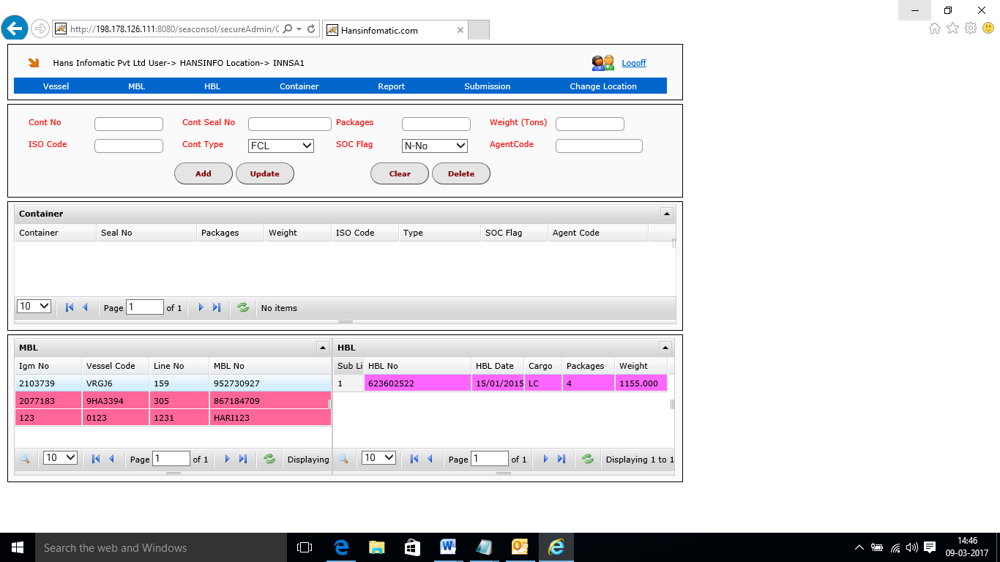 http://198.178.126.111:8080/seaconsol/secureAdmin/C
Hansinfomatic.com
Hans Infomatic Pvt Ltd User-> HANSINFO Location-> INNSA1
Logoff
Vessel MBL HBL Container Report Submission Change Location
Cont No Cont Seal No Packages Weight (Tons)
ISO Code Cont Type FCL SOC Flag N-No AgentCode
Add Update Clear Delete
Container
Container Seal No Packages Weight ISO Code Type SOC Flag Agent Code
10 Page 1 of 1 No items
MBL HBL
Igm No Vessel Code Line No MBL No Sub Li HBL No HBL Date Cargo Packages Weight
2103739 VRGJ6 159 952730927 1 623602522 15/01/2015 LC 4 1155.000
2077183 9HA3394 305 867184709
123 0123 1231 HARI123
10 Page 1 of 1 Displaying 10 Page 1 of 1 Displaying 1 to 1
Search the web and Windows
14:46
09-03-2017